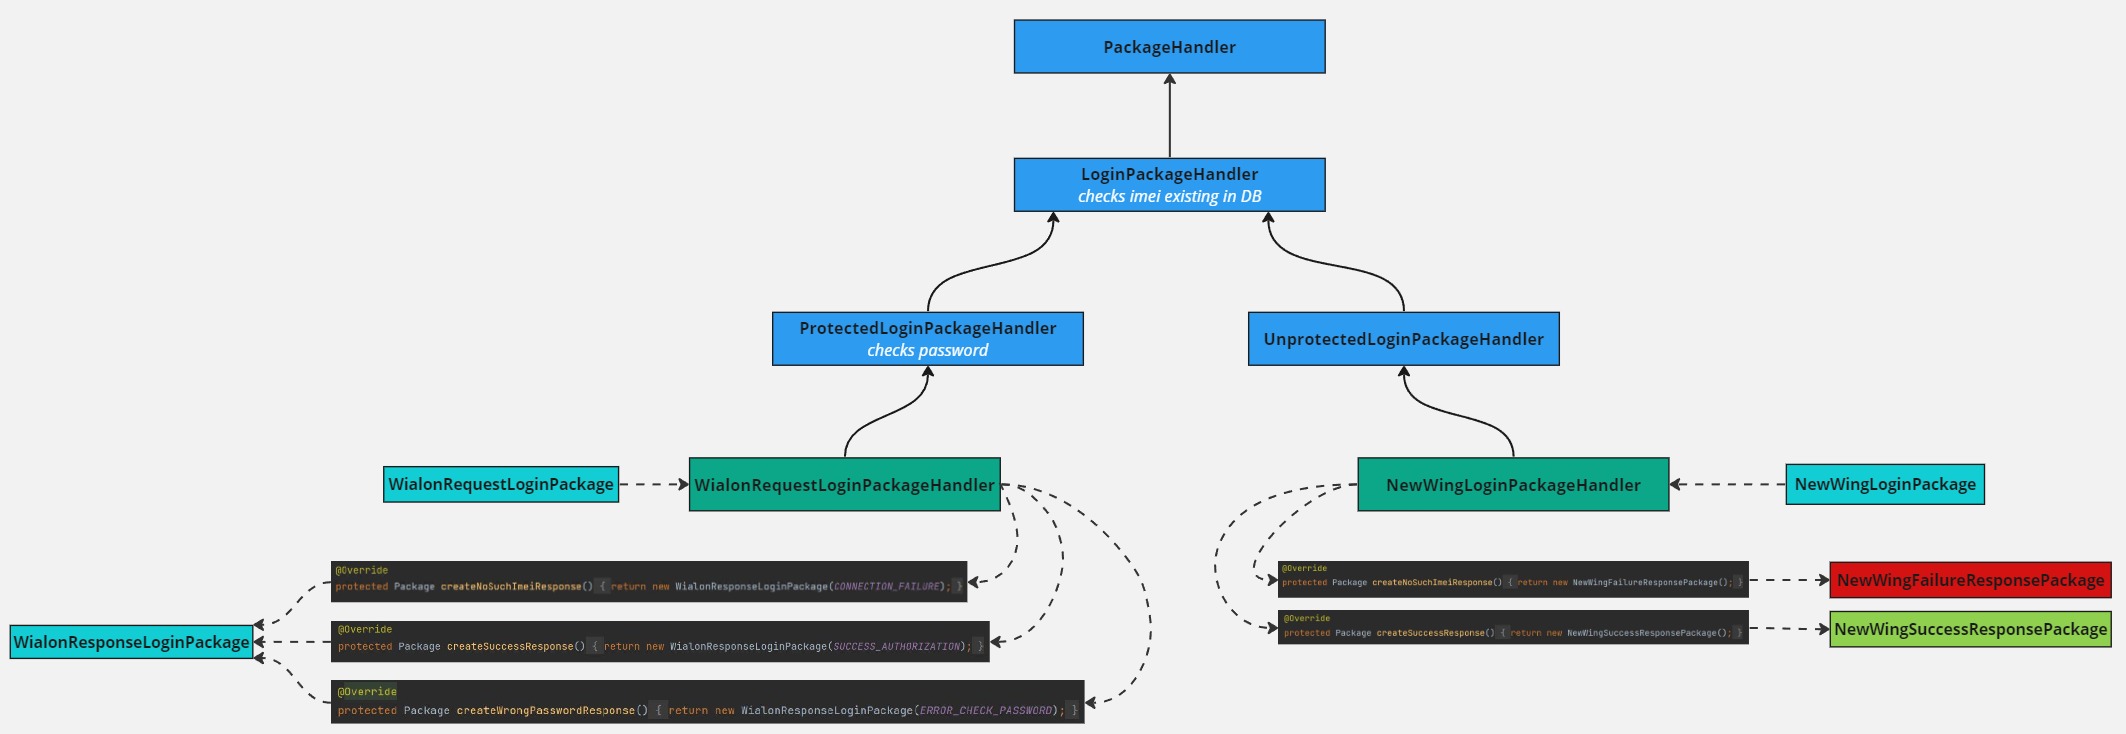 PackageHandler
LoginPackageHandler
checks imei existing in DB
ProtectedLoginPackageHandler
checks password
UnprotectedLoginPackageHandler
WialonRequestLoginPackage
WialonRequestLoginPackageHandler
NewWingLoginPackageHandler
NewWingLoginPackage
@Override
protected Package createNoSuchImeiResponse() { return new WialonResponseLoginPackage(CONNECTION_FAILURE); }
@Override
protected Package createSuccessResponse() { return new WialonResponseLoginPackage(SUCCESS_AUTHORIZATION); }
@Override
protected Package createWrongPasswordResponse() { return new WialonResponseLoginPackage(ERROR_CHECK_PASSWORD); }
WialonResponseLoginPackage
@Override
protected Package createNoSuchImeiResponse() { return new NewWingFailureResponsePackage(); }
NewWingFailureResponsePackage
@Override
protected Package createSuccessResponse() { return new NewWingSuccessResponsePackage(); }
NewWingSuccessResponsePackage